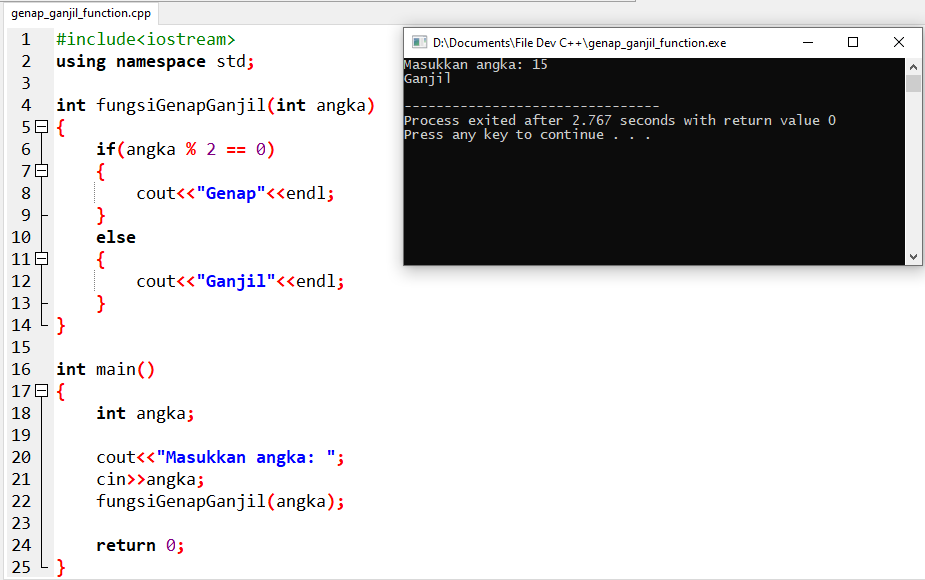 genap_ganjil_function.cpp
1 #include<iostream>
2 using namespace std;
3
4 int fungsiGenapGanjil(int angka)
5 {
6 if(angka % 2 == 0)
7 {
8 cout<<"Genap"<<endl;
9 }
10 else
11 {
12 cout<<"Ganjil"<<endl;
13 }
14 }
15
16 int main()
17 {
18 int angka;
19
20 cout<<"Masukkan angka: ";
21 cin>>angka;
22 fungsiGenapGanjil(angka);
23
24 return 0;
25 }
D:\Documents\File Dev C++\genap_ganjil_function.exe
Masukkan angka: 15
Ganjil
--------------------------------
Process exited after 2.767 seconds with return value 0
Press any key to continue . . .